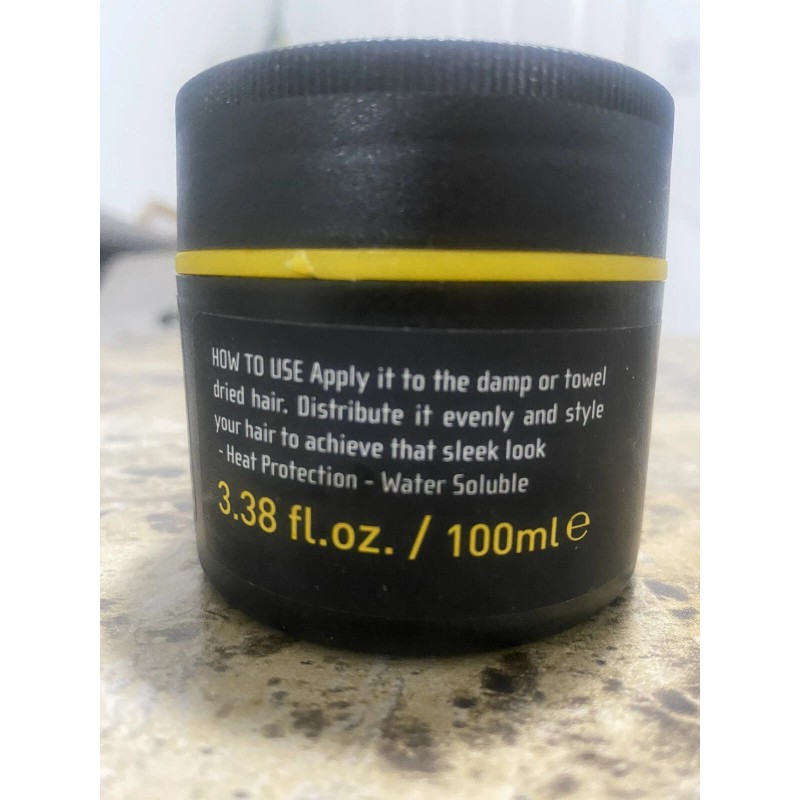 HOW TO USE Apply it to the damp or towel
dried hair. Distribute it evenly and style
your hair to achieve that sleek look
- Heat Protection - Water Soluble
3.38 fl.oz. / 100ml ℮